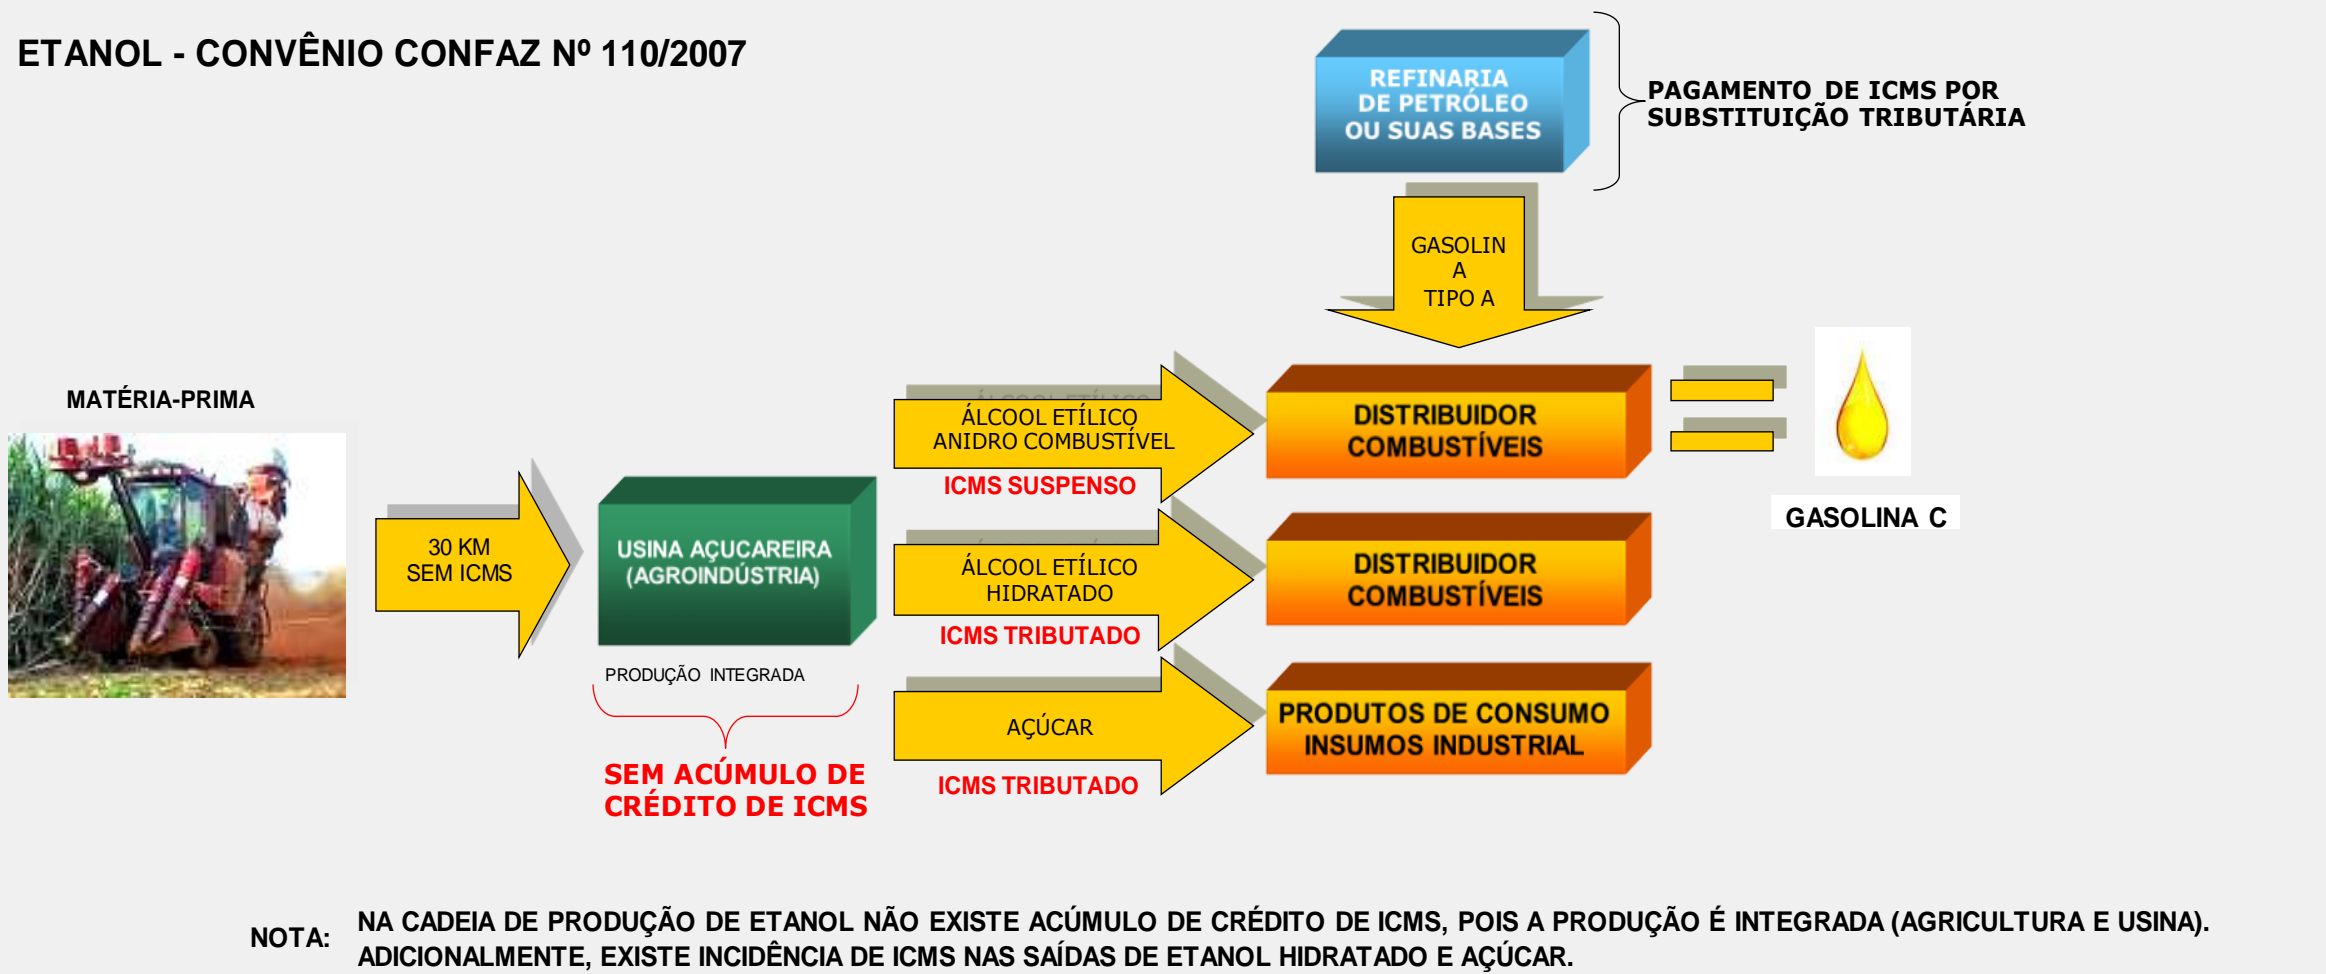 ETANOL - CONVÊNIO CONFAZ Nº 110/2007
REFINARIA
DE PETRÓLEO
OU SUAS BASES
PAGAMENTO DE ICMS POR
SUBSTITUIÇÃO TRIBUTÁRIA
GASOLIN
A
TIPO A
MATÉRIA-PRIMA
30 KM
SEM ICMS
USINA AÇUCAREIRA
(AGROINDÚSTRIA)
PRODUÇÃO INTEGRADA
SEM ACÚMULO DE
CRÉDITO DE ICMS
ÁLCOOL ETÍLICO
ANIDRO COMBUSTÍVEL
ICMS SUSPENSO
DISTRIBUIDOR
COMBUSTÍVEIS
GASOLINA C
ÁLCOOL ETÍLICO
HIDRATADO
ICMS TRIBUTADO
DISTRIBUIDOR
COMBUSTÍVEIS
AÇÚCAR
ICMS TRIBUTADO
PRODUTOS DE CONSUMO
INSUMOS INDUSTRIAL
NOTA:
NA CADEIA DE PRODUÇÃO DE ETANOL NÃO EXISTE ACÚMULO DE CRÉDITO DE ICMS, POIS A PRODUÇÃO É INTEGRADA (AGRICULTURA E USINA).
ADICIONALMENTE, EXISTE INCIDÊNCIA DE ICMS NAS SAÍDAS DE ETANOL HIDRATADO E AÇÚCAR.